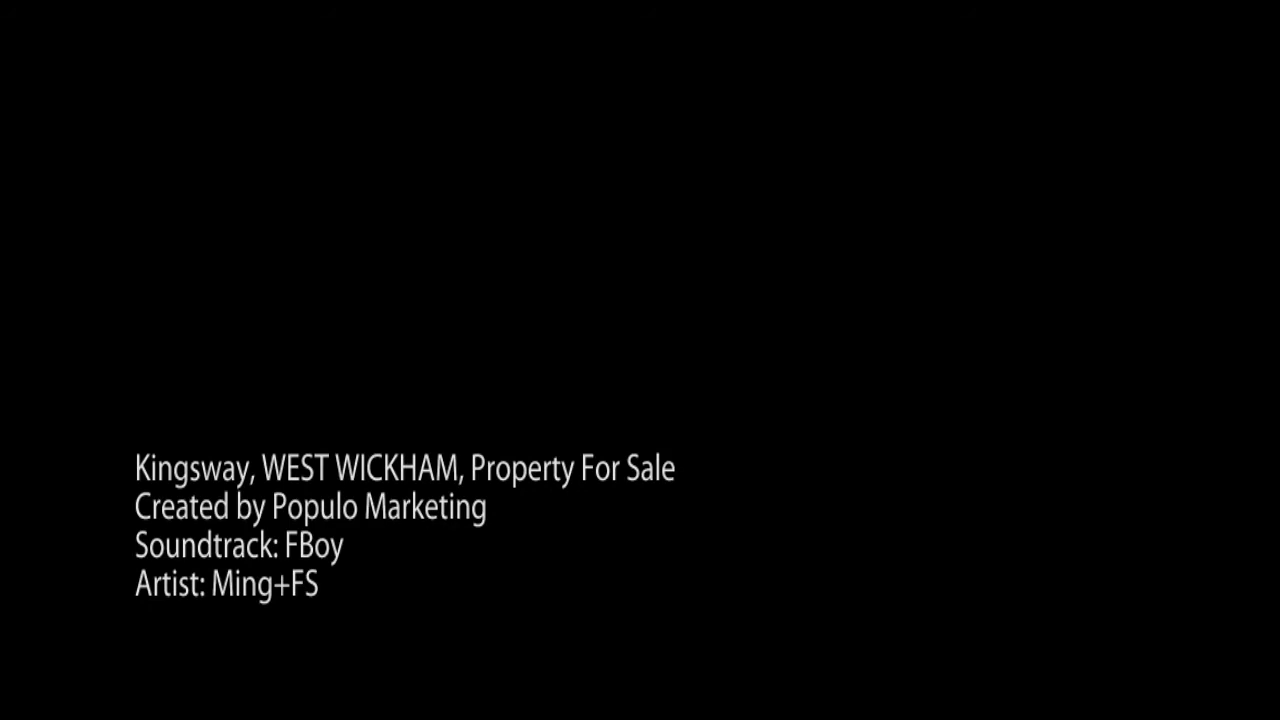 Kingsway, WEST WICKHAM, Property For Sale
Created by Populo Marketing
Soundtrack: FBoy
Artist: Ming+FS